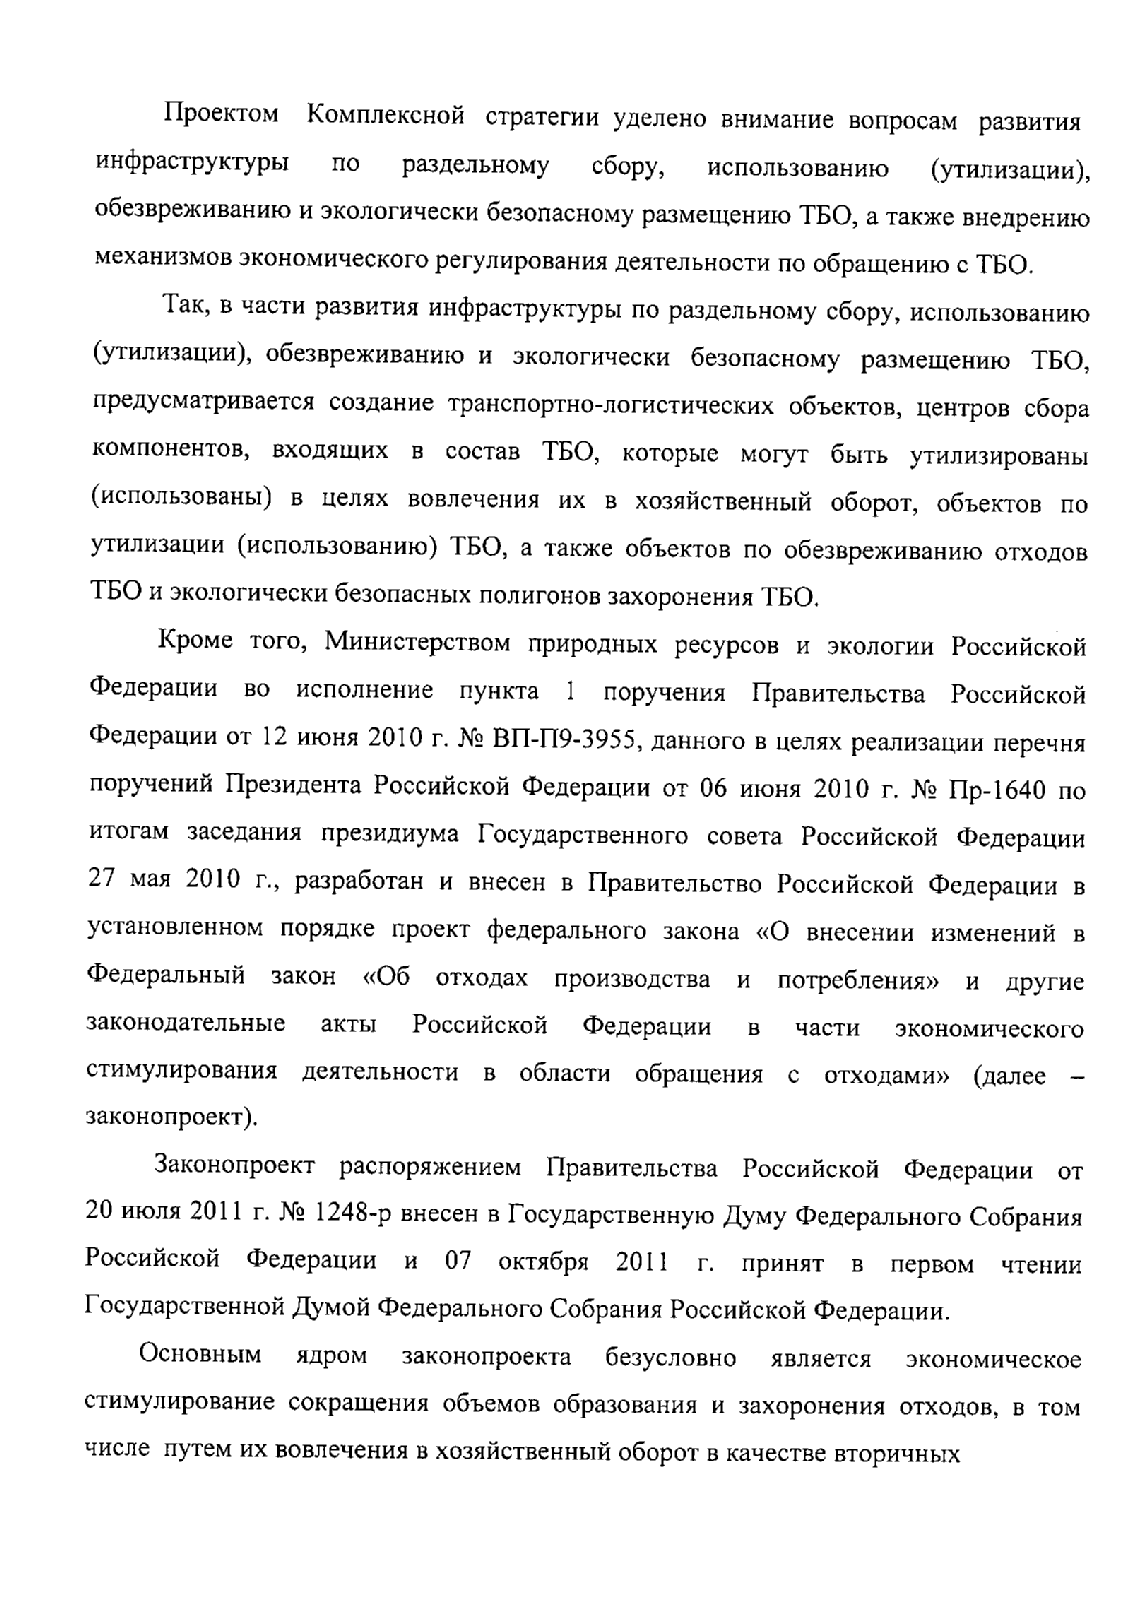 Проектом Комплексной стратегии уделено внимание вопросам развития
инфраструктуры по раздельному сбору, использованию (утилизации),
обезвреживанию и экологически безопасному размещению ТБО, а также внедрению
механизмов экономического регулирования деятельности по обращению с ТБО.
Так, в части развития инфраструктуры по раздельному сбору, использованию
(утилизации), обезвреживанию и экологически безопасному размещению ТБО,
предусматривается создание транспортно-логистических объектов, центров сбора
компонентов, входящих в состав ТБО, которые могут быть утилизированы
(использованы) в целях вовлечения их в хозяйственный оборот, объектов по
утилизации (использованию) ТБО, а также объектов по обезвреживанию отходов
ТБО и экологически безопасных полигонов захоронения ТБО.
Кроме того, Министерством природных ресурсов и экологии Российской
Федерации во исполнение пункта 1 поручения Правительства Российской
Федерации от 12 июня 2010 г. № ВП-П9-3955, данного в целях реализации перечня
поручений Президента Российской Федерации от 06 июня 2010 г. № Пр-1640 по
итогам заседания президиума Государственного совета Российской Федерации
27 мая 2010 г., разработан и внесен в Правительство Российской Федерации в
установленном порядке проект федерального закона «О внесении изменений в
Федеральный закон «Об отходах производства и потребления» и другие
законодательные акты Российской Федерации в части экономического
стимулирования деятельности в области обращения с отходами» (далее –
законопроект).
Законопроект распоряжением Правительства Российской Федерации от
20 июля 2011 г. № 1248-р внесен в Государственную Думу Федерального Собрания
Российской Федерации и 07 октября 2011 г. принят в первом чтении
Государственной Думой Федерального Собрания Российской Федерации.
Основным ядром законопроекта безусловно является экономическое
стимулирование сокращения объемов образования и захоронения отходов, в том
числе путем их вовлечения в хозяйственный оборот в качестве вторичных